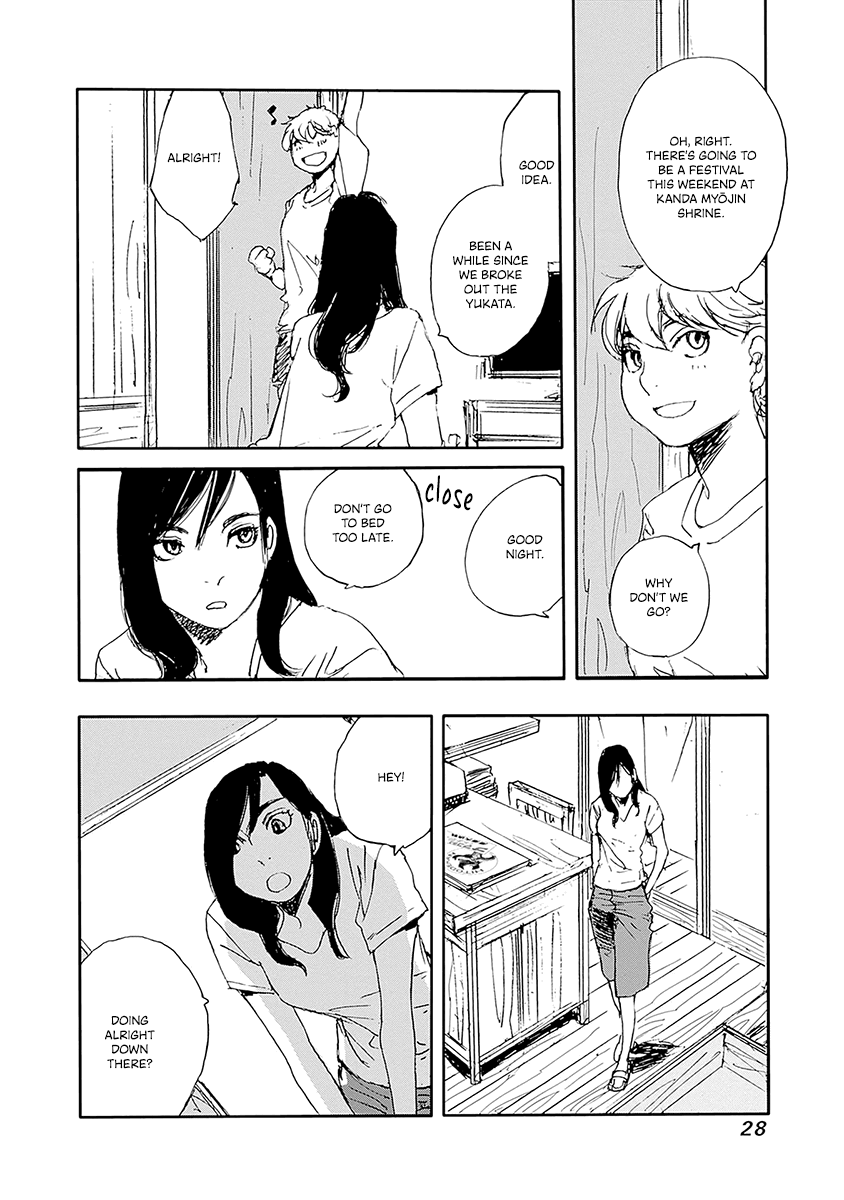 OH, RIGHT.
THERE'S GOING TO
BE A FESTIVAL
THIS WEEKEND AT
KANDA MYŌJIN
SHRINE.
WHY
DON'T WE
GO?
GOOD
IDEA.
BEEN A
WHILE SINCE
WE BROKE
OUT THE
YUKATA.
ALRIGHT!
GOOD
NIGHT.
close
DON'T GO
TO BED
TOO LATE.
HEY!
DOING
ALRIGHT
DOWN
THERE?
28